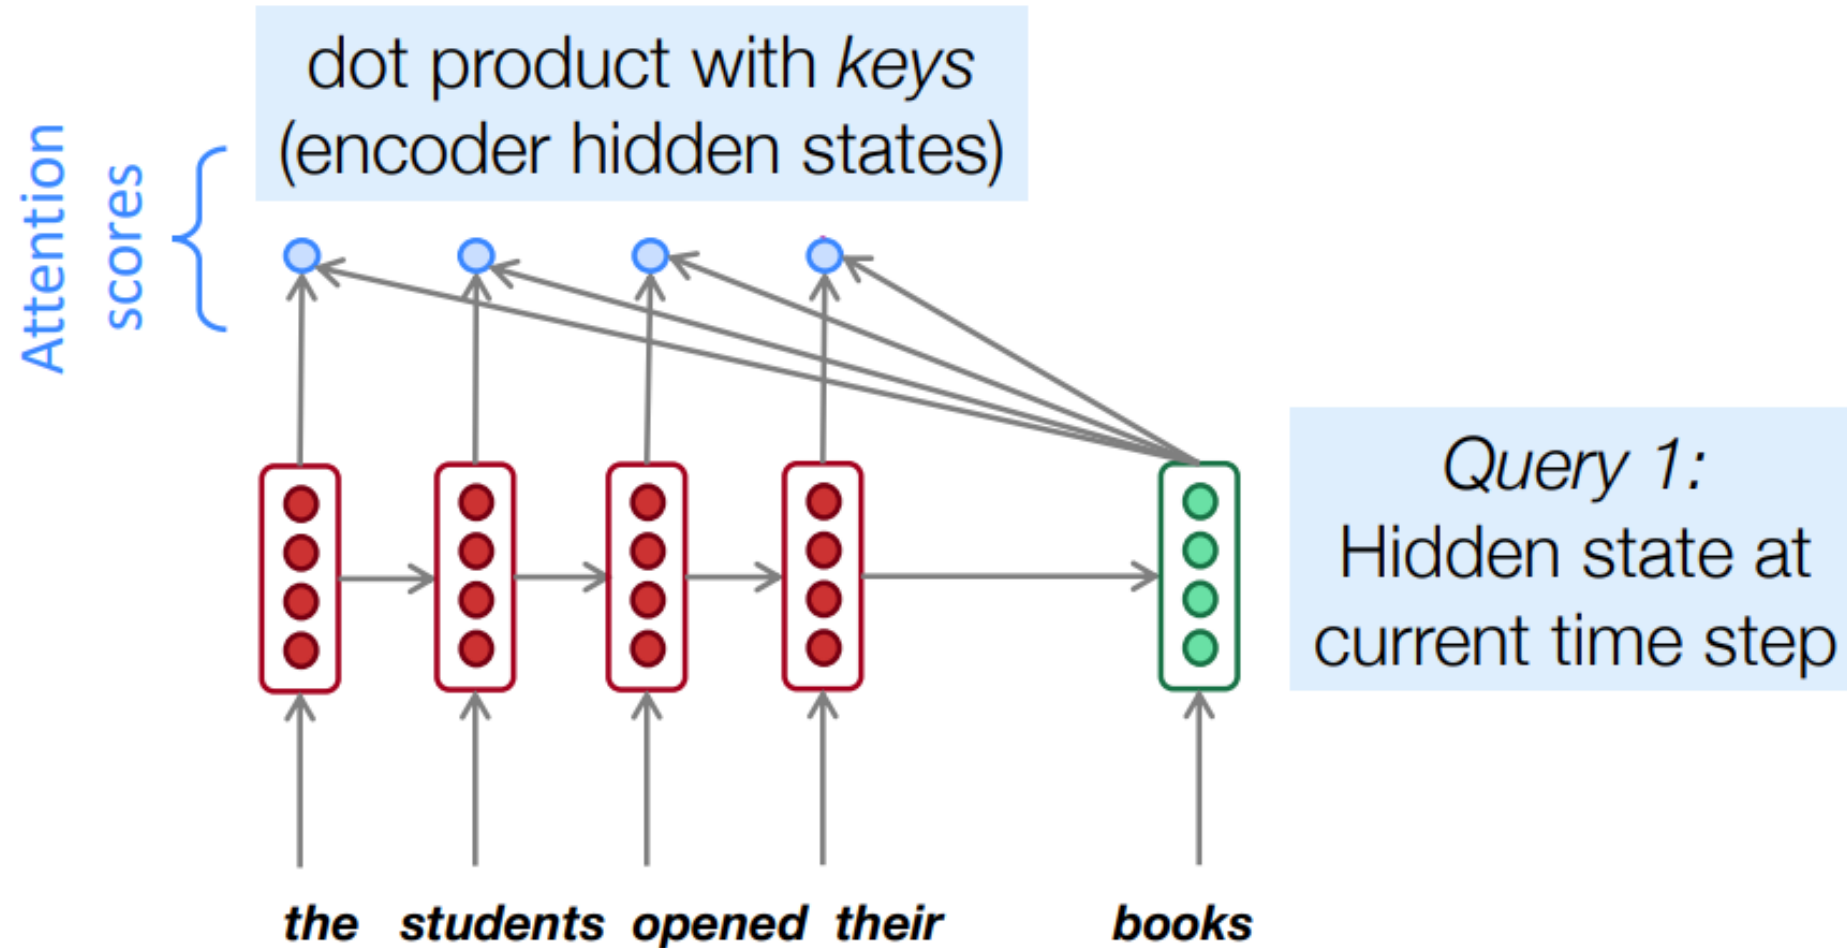 dot product with keys
(encoder hidden states)
Attention
scores
Query 1:
Hidden state at
current time step
the students opened their books